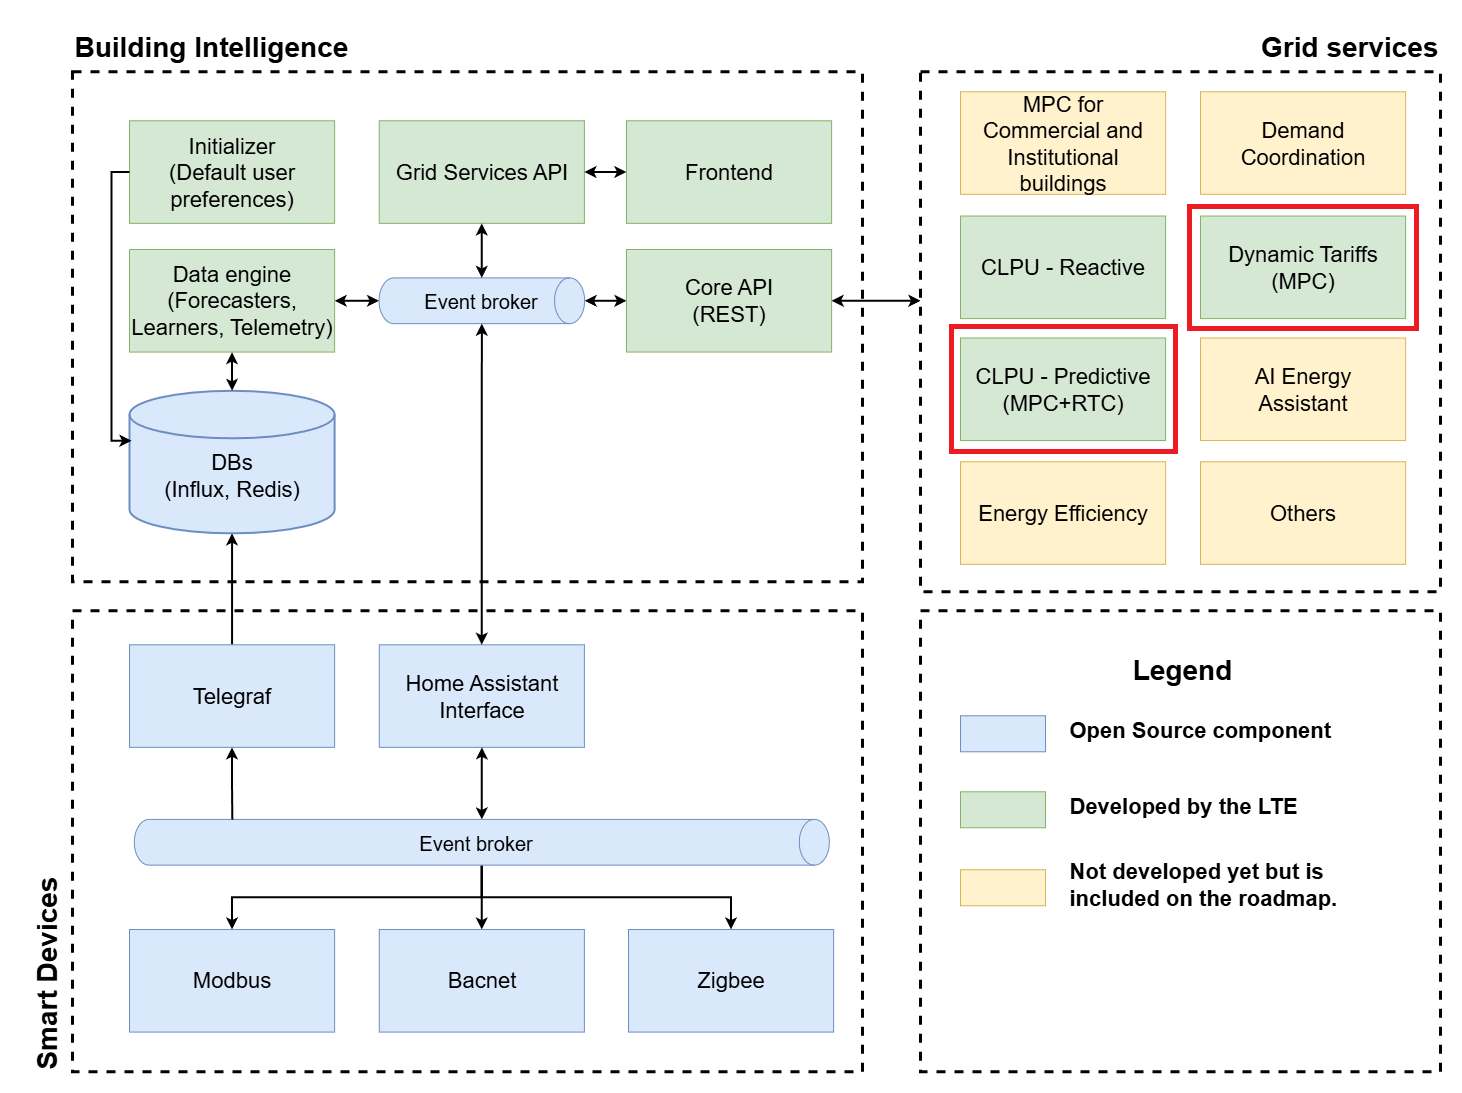 Building Intelligence
Grid services
Initializer
(Default user
preferences)
Grid Services API
Frontend
Data engine
(Forecasters,
Learners, Telemetry)
Event broker
Core API
(REST)
DBs
(Influx, Redis)
MPC for
Commercial and
Institutional
buildings
Demand
Coordination
CLPU - Reactive
Dynamic Tariffs
(MPC)
CLPU - Predictive
(MPC+RTC)
AI Energy
Assistant
Energy Efficiency
Others
Smart Devices
Telegraf
Home Assistant
Interface
Event broker
Modbus
Bacnet
Zigbee
Legend
Open Source component
Developed by the LTE
Not developed yet but is
included on the roadmap.